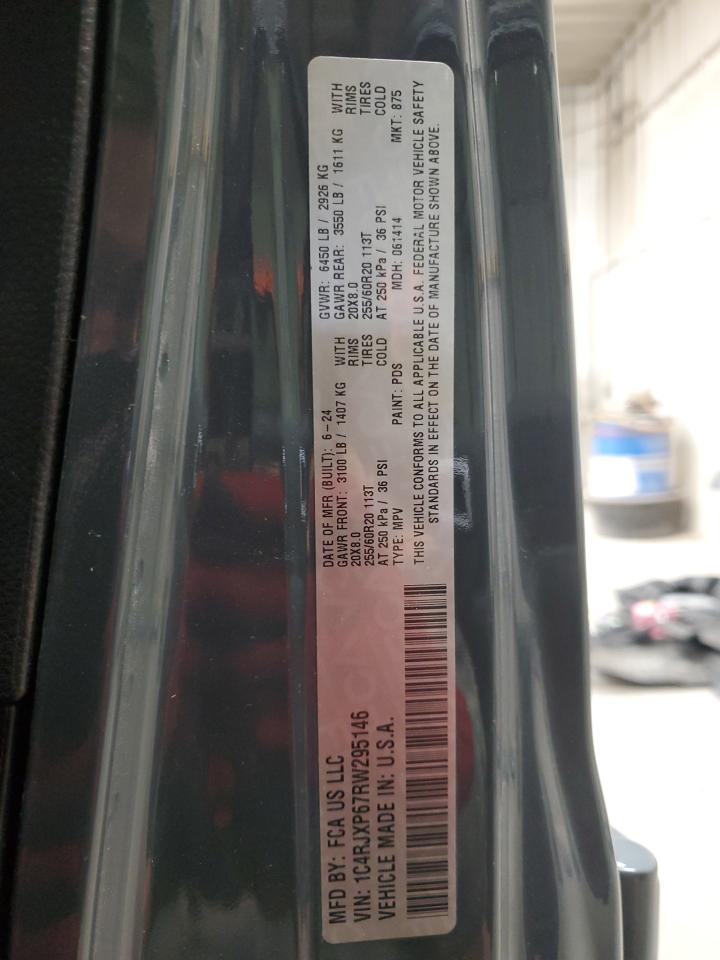 MFD BY: FCA US LLC
VIN: 1C4RJXP67RW295146
VEHICLE MADE IN: U.S.A.
DATE OF MFR (BUILT): 6-24 GVWR: 6450 LB / 2926 KG
GAWR FRONT: 3100 LB / 1407 KG WITH GAWR REAR: 3550 LB / 1611 KG WITH
20X8.0 RIMS 20X8.0 RIMS
255/60R20 113T TIRES 255/60R20 113T TIRES
AT 250 kPa / 36 PSI COLD AT 250 kPa / 36 PSI COLD
TYPE: MPV PAINT: PDS MDH: 061414 MKT: 875
THIS VEHICLE CONFORMS TO ALL APPLICABLE U.S.A. FEDERAL MOTOR VEHICLE SAFETY
STANDARDS IN EFFECT ON THE DATE OF MANUFACTURE SHOWN ABOVE.